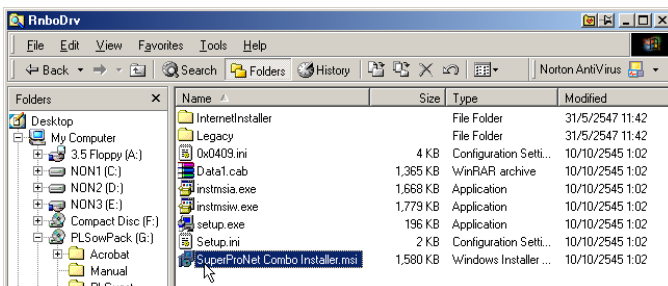 RnboDrv
File Edit View Favorites Tools Help
Back Search Folders History Norton AntiVirus
Folders
Name Size Type Modified
Desktop
My Computer
3.5 Floppy (A:)
NON1 (C:)
NON2 (D:)
NON3 (E:)
Compact Disc (F:)
PLSowPack (G:)
Acrobat
Manual
InternetInstaller File Folder 31/5/2547 11:42
Legacy File Folder 31/5/2547 11:42
0x0409.ini 4 KB Configuration Setti... 10/10/2545 1:02
Data1.cab 1,365 KB WinRAR archive 10/10/2545 1:02
instmsia.exe 1,668 KB Application 10/10/2545 1:02
instmsiw.exe 1,779 KB Application 10/10/2545 1:02
setup.exe 196 KB Application 10/10/2545 1:02
Setup.ini 2 KB Configuration Setti... 10/10/2545 1:02
SuperProNet Combo Installer.msi 1,580 KB Windows Installer ... 10/10/2545 1:02